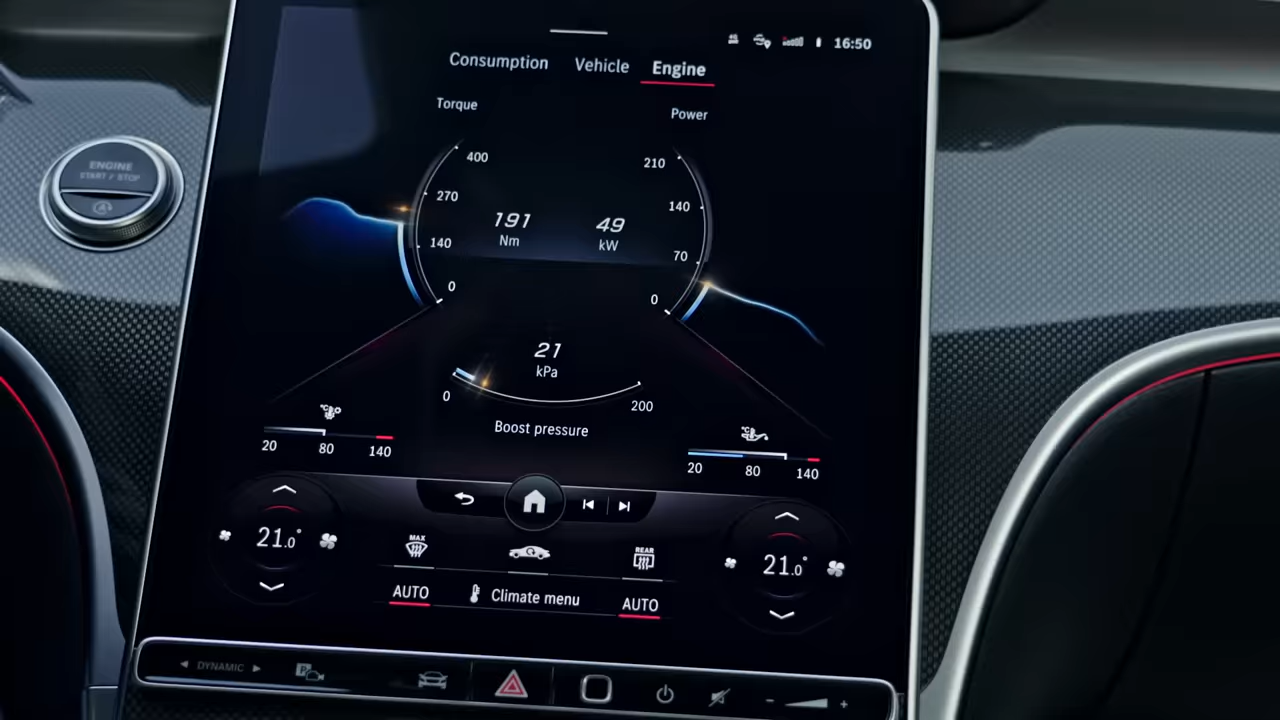 16:50
Consumption Vehicle Engine
Torque Power
400 210
270 140
191 49
Nm kW
140 70
0 0
21
kPa
0 200
Boost pressure
°C °C
20 80 140
20 80 140
ENGINE
START / STOP
21.0° 21.0°
MAX REAR
AUTO Climate menu AUTO
◄ DYNAMIC ► P - +